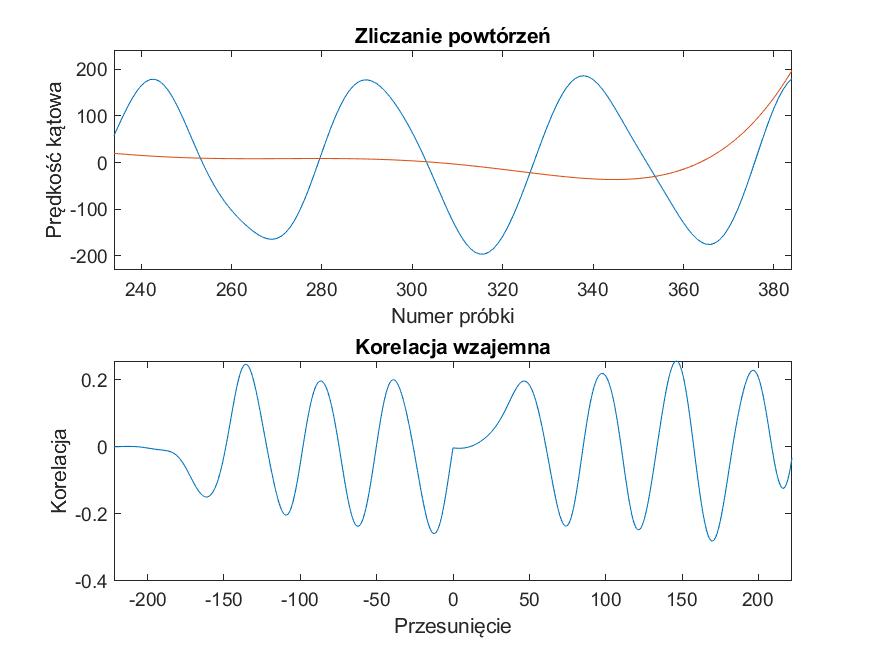 Zliczanie powtórzeń
200
100
0
-100
-200
Prędkość kątowa
240 260 280 300 320 340 360 380
Numer próbki
Korelacja wzajemna
0.2
0
-0.2
-0.4
Korelacja
-200 -150 -100 -50 0 50 100 150 200
Przesunięcie